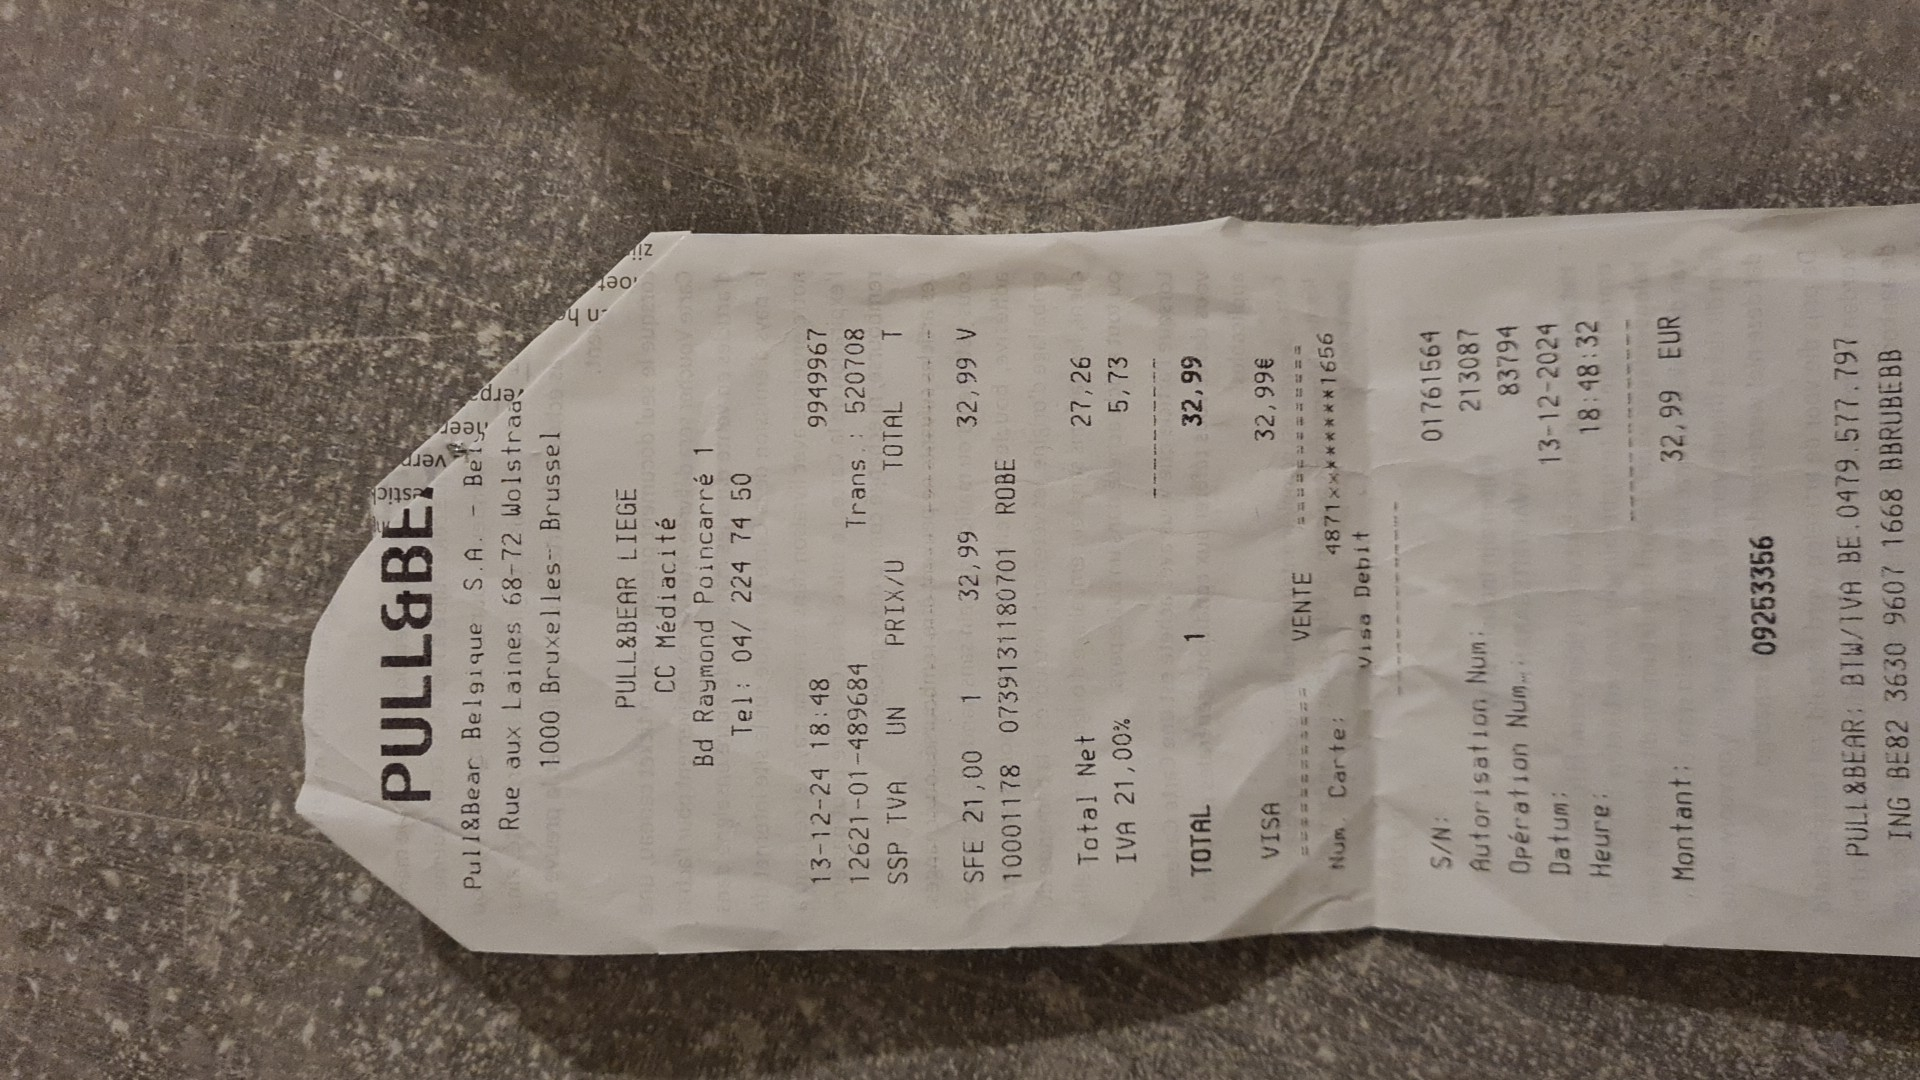 PULL&BEA
Pull&Bear Belgique S.A. - Bel
Rue aux Laines 68-72 Wolstraa
1000 Bruxelles- Brussel
PULL&BEAR LIEGE
CC Médiacité
Bd Raymond Poincarré 1
Tel: 04/ 224 74 50
13-12-24 18:48 9949967
12621-01-489684 Trans.: 520708
SSP TVA UN PRIX/U TOTAL T
SFE 21,00 1 32,99 32,99 V
10001178 07391311180701 ROBE
Total Net 27,26
IVA 21,00% 5,73
TOTAL 1 32,99
VISA 32,99€
========== VENTE ============
Num. Carte: 4871××××××××1656
Visa Debit
S/N: 01761564
Autorisation Num: 213087
Opération Num.: 83794
Datum: 13-12-2024
Heure: 18:48:32
Montant: 32,99 EUR
09253356
PULL&BEAR: BTW/IVA BE.0479.577.797
ING BE82 3630 9607 1668 BBRUBEBB